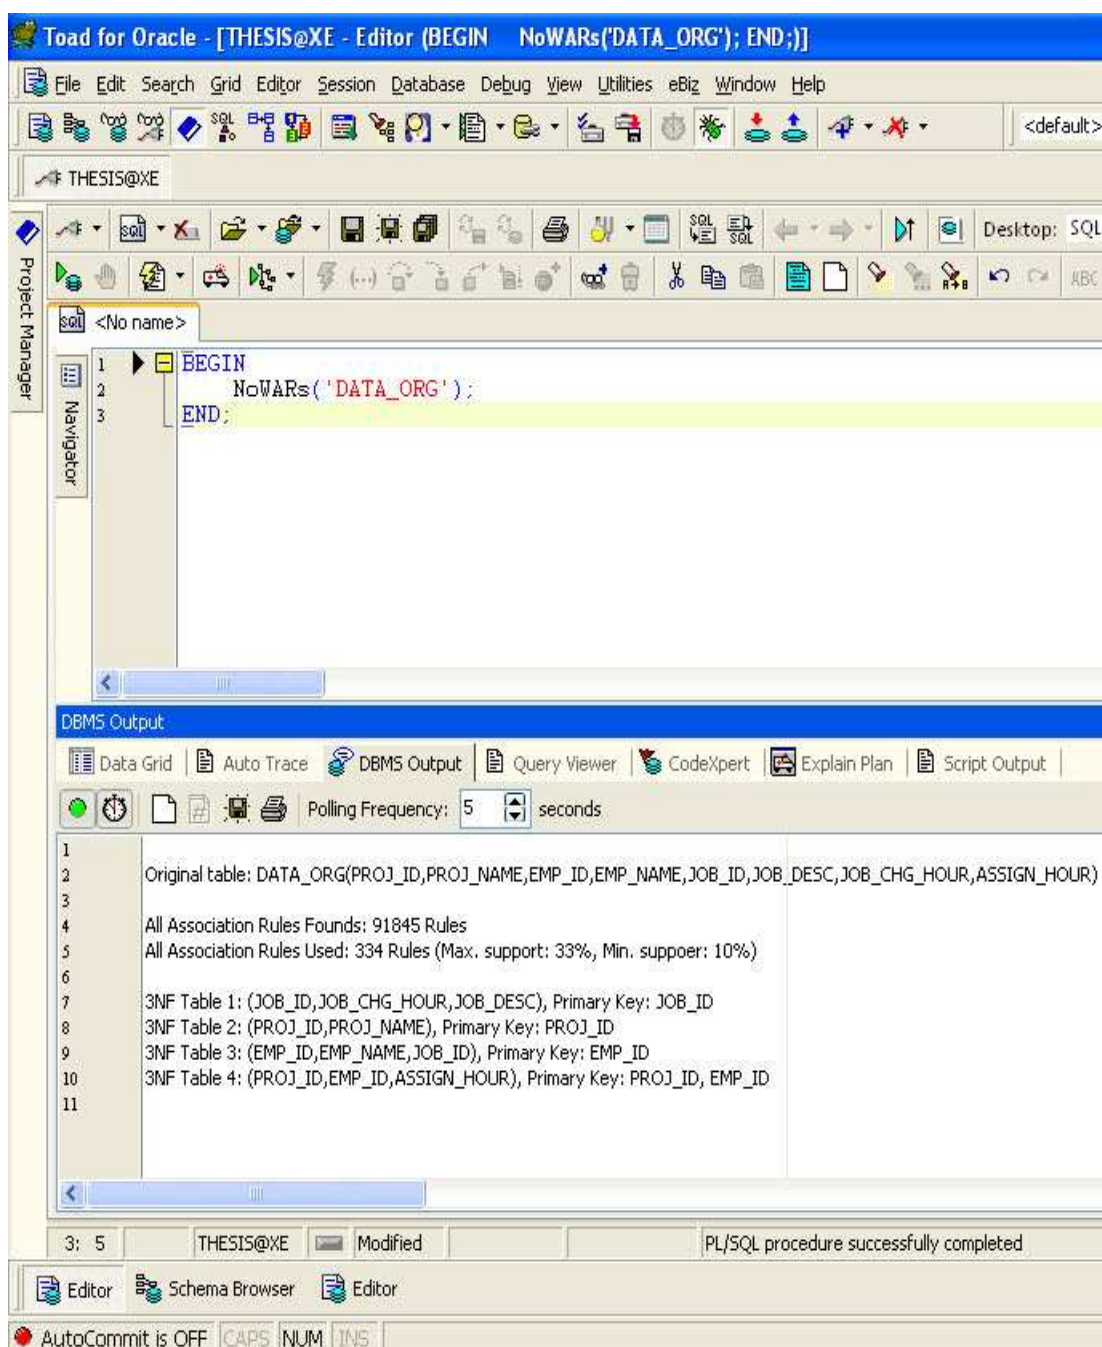 Toad for Oracle - [THESIS@XE - Editor (BEGIN NoWARs('DATA_ORG'); END;)]
File Edit Search Grid Editor Session Database Debug View Utilities eBiz Window Help
SQL
<default>
THESIS@XE
Project Manager
sql
SQL
SQL
Desktop: SQL
A→B
ABC
sql <No name>
Navigator
1 BEGIN
2 NoWARs('DATA_ORG');
3 END;
DBMS Output
Data Grid Auto Trace DBMS Output Query Viewer CodeXpert Explain Plan Script Output
Polling Frequency: 5 seconds
1
2 Original table: DATA_ORG(PROJ_ID,PROJ_NAME,EMP_ID,EMP_NAME,JOB_ID,JOB_DESC,JOB_CHG_HOUR,ASSIGN_HOUR)
3
4 All Association Rules Founds: 91845 Rules
5 All Association Rules Used: 334 Rules (Max. support: 33%, Min. suppoer: 10%)
6
7 3NF Table 1: (JOB_ID,JOB_CHG_HOUR,JOB_DESC), Primary Key: JOB_ID
8 3NF Table 2: (PROJ_ID,PROJ_NAME), Primary Key: PROJ_ID
9 3NF Table 3: (EMP_ID,EMP_NAME,JOB_ID), Primary Key: EMP_ID
10 3NF Table 4: (PROJ_ID,EMP_ID,ASSIGN_HOUR), Primary Key: PROJ_ID, EMP_ID
11
3: 5 THESIS@XE Modified PL/SQL procedure successfully completed
Editor Schema Browser Editor
AutoCommit is OFF CAPS NUM INS